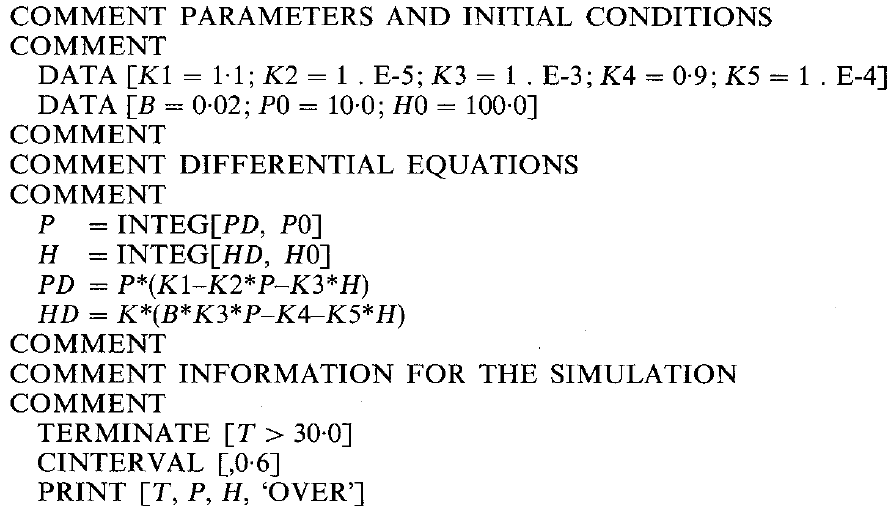 COMMENT PARAMETERS AND INITIAL CONDITIONS
COMMENT
DATA [K1 = 1·1; K2 = 1 . E-5; K3 = 1 . E-3; K4 = 0·9; K5 = 1 . E-4]
DATA [B = 0·02; P0 = 10·0; H0 = 100·0]
COMMENT
COMMENT DIFFERENTIAL EQUATIONS
COMMENT
P = INTEG[PD, P0]
H = INTEG[HD, H0]
PD = P*(K1–K2*P–K3*H)
HD = K*(B*K3*P–K4–K5*H)
COMMENT
COMMENT INFORMATION FOR THE SIMULATION
COMMENT
TERMINATE [T > 30·0]
CINTERVAL [,0·6]
PRINT [T, P, H, ‘OVER’]